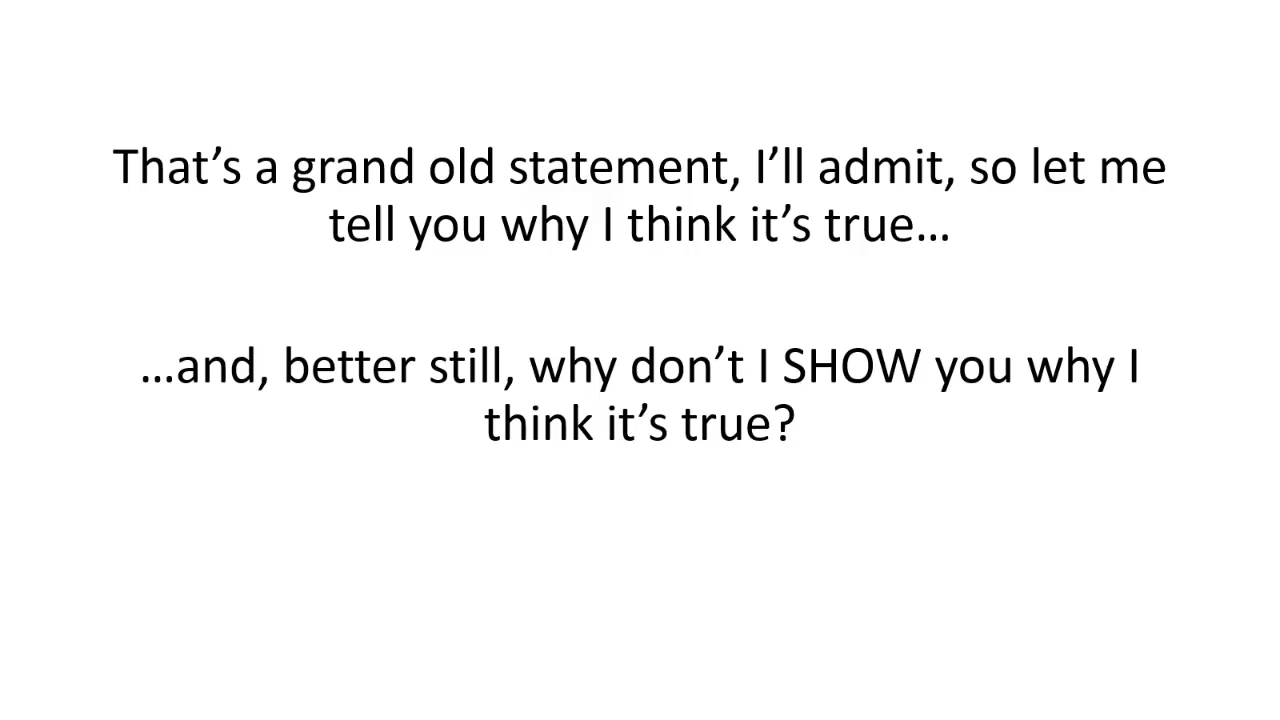 That’s a grand old statement, I’ll admit, so let me
tell you why I think it’s true…
…and, better still, why don’t I SHOW you why I
think it’s true?